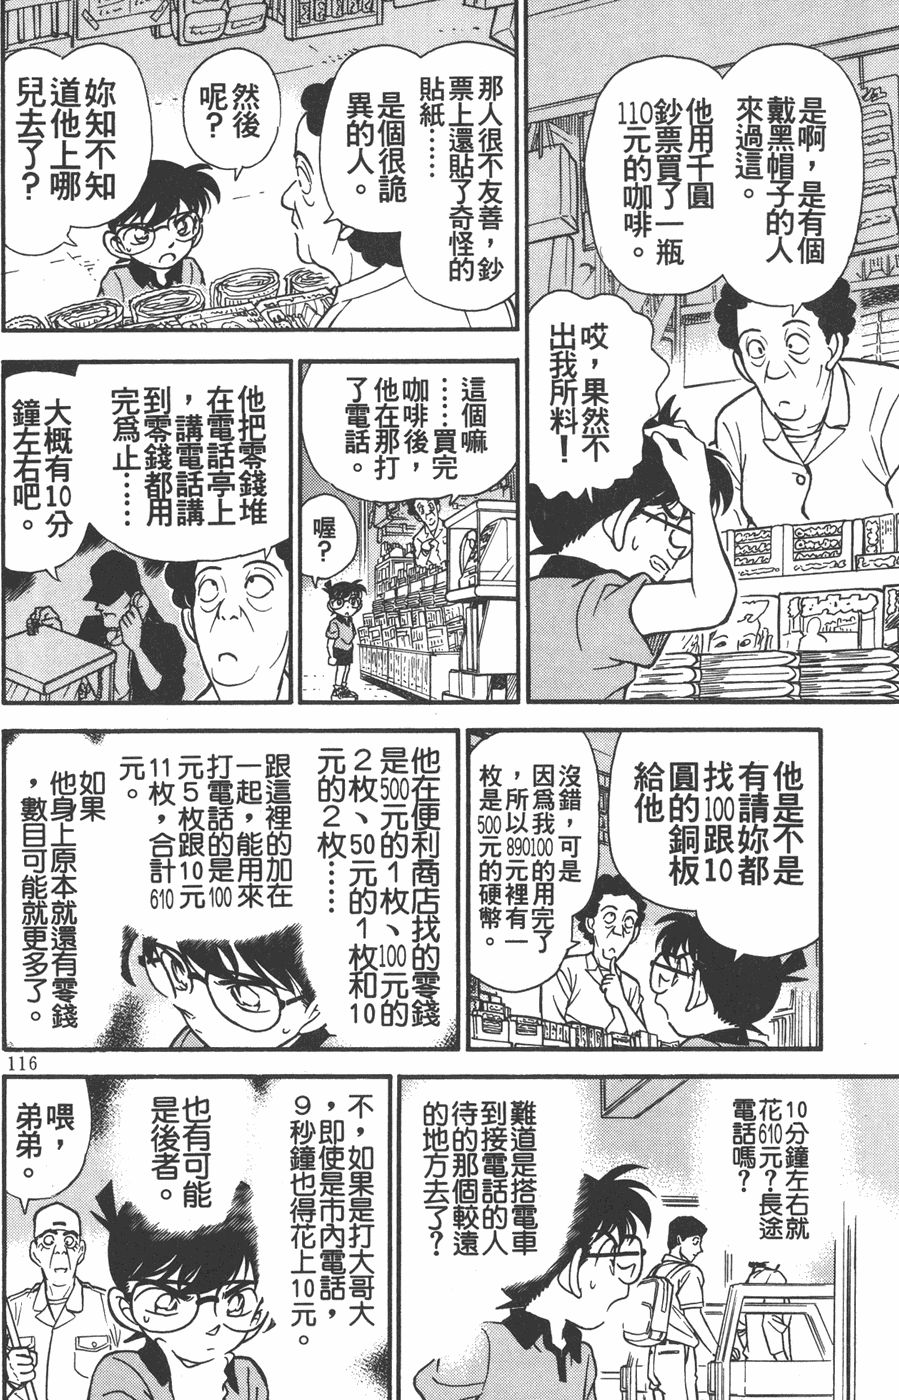 是啊，是有個
戴黑帽子的人
來過這。
他用千圓
鈔票買了一瓶
110元的咖啡。
哎，果然不
出我所料！
那人很不友善，鈔
票上還貼了奇怪的
貼紙……
是個很詭
異的人。
然後
呢？
妳知不知
道他上哪
兒去了？
這個嘛
……買完
咖啡後，
他在那打
了電話。
喔？
他把零錢堆
在電話亭上
，講電話講
到零錢都用
完為止……
大概有10分
鐘左右吧。
他是不是
有請妳都
找100跟10
圓的銅板
給他
沒錯，可是
因為我100的用完了
，所以890元裡有一
枚是500元的硬幣。
他在便利商店找的零錢
是500元的1枚、100元的
2枚、50元的1枚和10
元的2枚……
跟這裡的加在
一起，能用來
打電話的是100
元5枚跟10元
11枚，合計610
元。
如果
他身上原本就還有零錢
，數目可能就更多了。
116
10分鐘左右就
花610元？長途
電話嗎？
難道是搭電車
到接電話的人
待的那個較遠
的地方去了？
不，如果是打大哥大
，即使是市內電話，
9秒鐘也得花上10元。
也有可能
是後者。
喂，
弟弟。